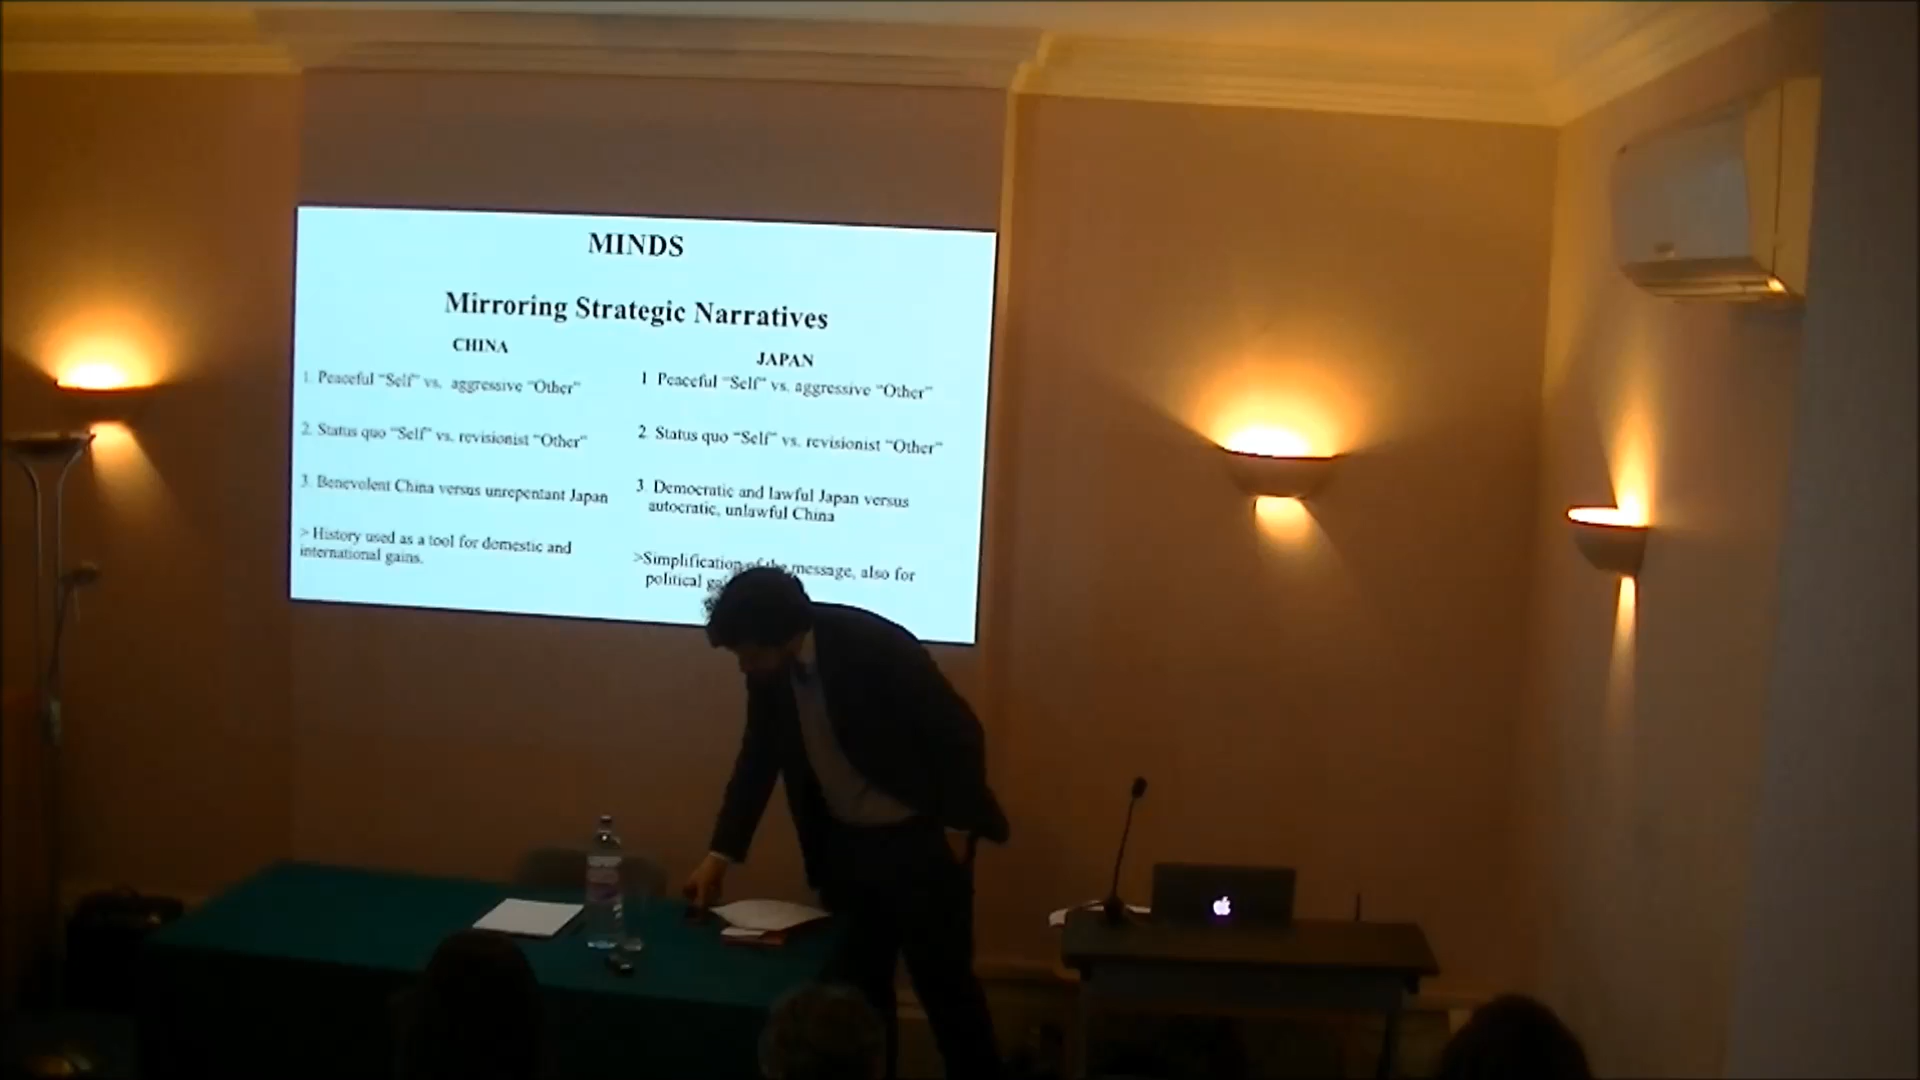 MINDS
Mirroring Strategic Narratives
CHINA
1. Peaceful "Self" vs. aggressive "Other"
2. Status quo "Self" vs. revisionist "Other"
3. Benevolent China versus unrepentant Japan
> History used as a tool for domestic and
international gains.
JAPAN
1 Peaceful "Self" vs. aggressive "Other"
2. Status quo "Self" vs. revisionist "Other"
3. Democratic and lawful Japan versus
autocratic, unlawful China
>Simplification of the message, also for
political